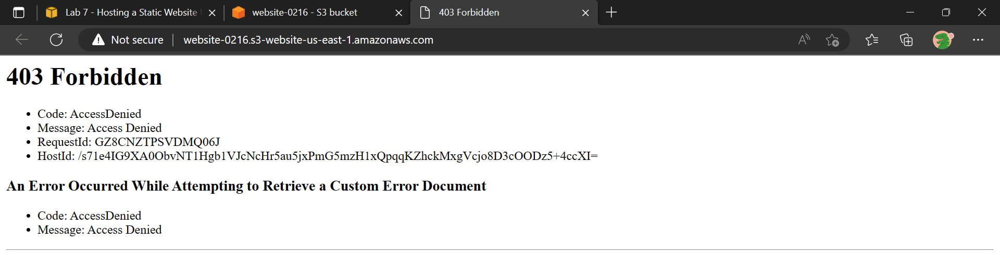 Lab 7 - Hosting a Static Website
website-0216 - S3 bucket
403 Forbidden
Not secure
website-0216.s3-website-us-east-1.amazonaws.com
403 Forbidden
• Code: AccessDenied
• Message: Access Denied
• RequestId: GZ8CNZTPSVDMQ06J
• HostId: /s71e4IG9XA0ObvNT1Hgb1VJcNcHr5au5jxPmG5mzH1xQpqqKZhckMxgVcjo8D3cOODz5+4ccXI=
An Error Occurred While Attempting to Retrieve a Custom Error Document
• Code: AccessDenied
• Message: Access Denied